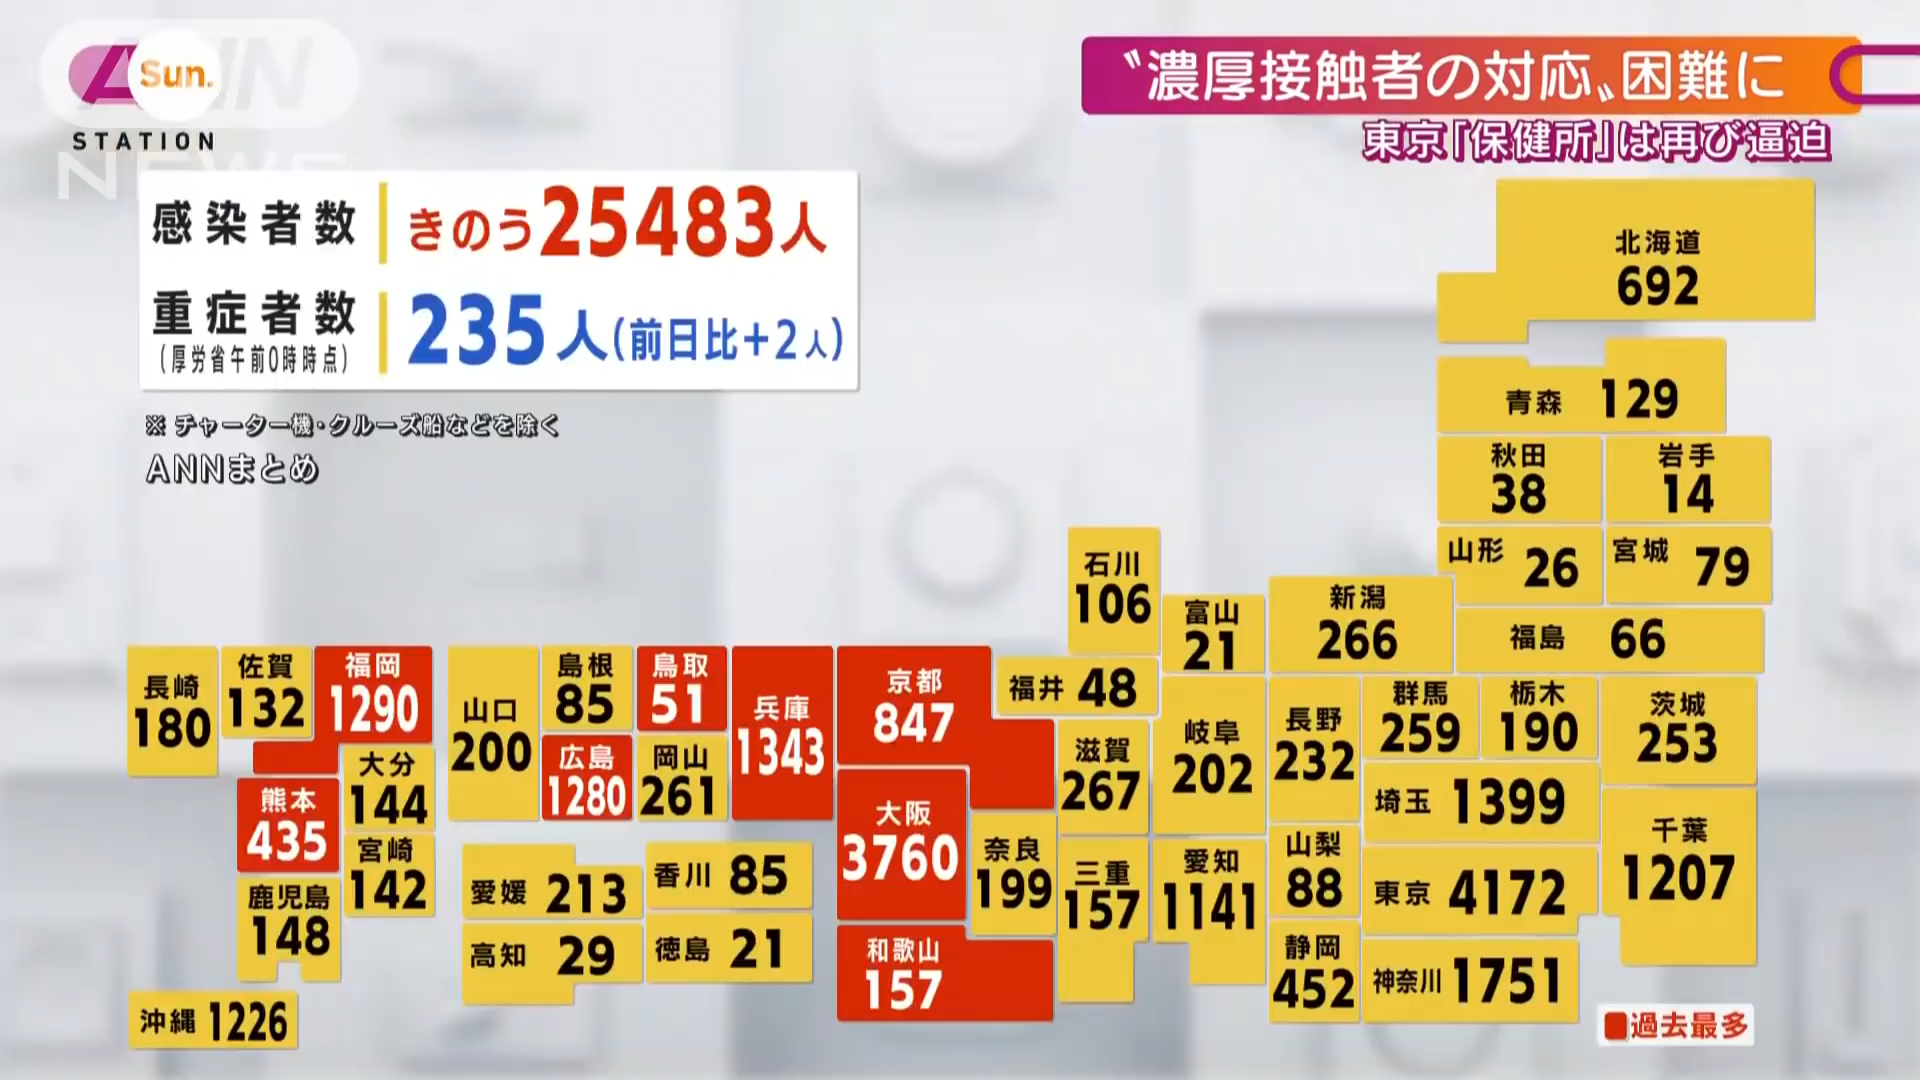 ANN
Sun.
STATION
NEWS
〝濃厚接触者の対応〟困難に
東京「保健所」は再び逼迫
感染者数 きのう25483人
重症者数 235人(前日比+2人)
(厚労省午前0時時点)
※ チャーター機・クルーズ船などを除く
ANNまとめ
北海道
692
青森 129
秋田
38
岩手
14
山形 26
宮城 79
福島 66
石川
106
富山
21
新潟
266
福井 48
群馬
259
栃木
190
茨城
253
長野
232
岐阜
202
滋賀
267
埼玉 1399
千葉
1207
東京 4172
神奈川 1751
山梨
88
静岡
452
愛知
1141
三重
157
奈良
199
京都
847
大阪
3760
和歌山
157
兵庫
1343
鳥取
51
島根
85
岡山
261
広島
1280
山口
200
香川 85
愛媛 213
徳島 21
高知 29
福岡
1290
佐賀
132
長崎
180
大分
144
熊本
435
宮崎
142
鹿児島
148
沖縄 1226
■過去最多